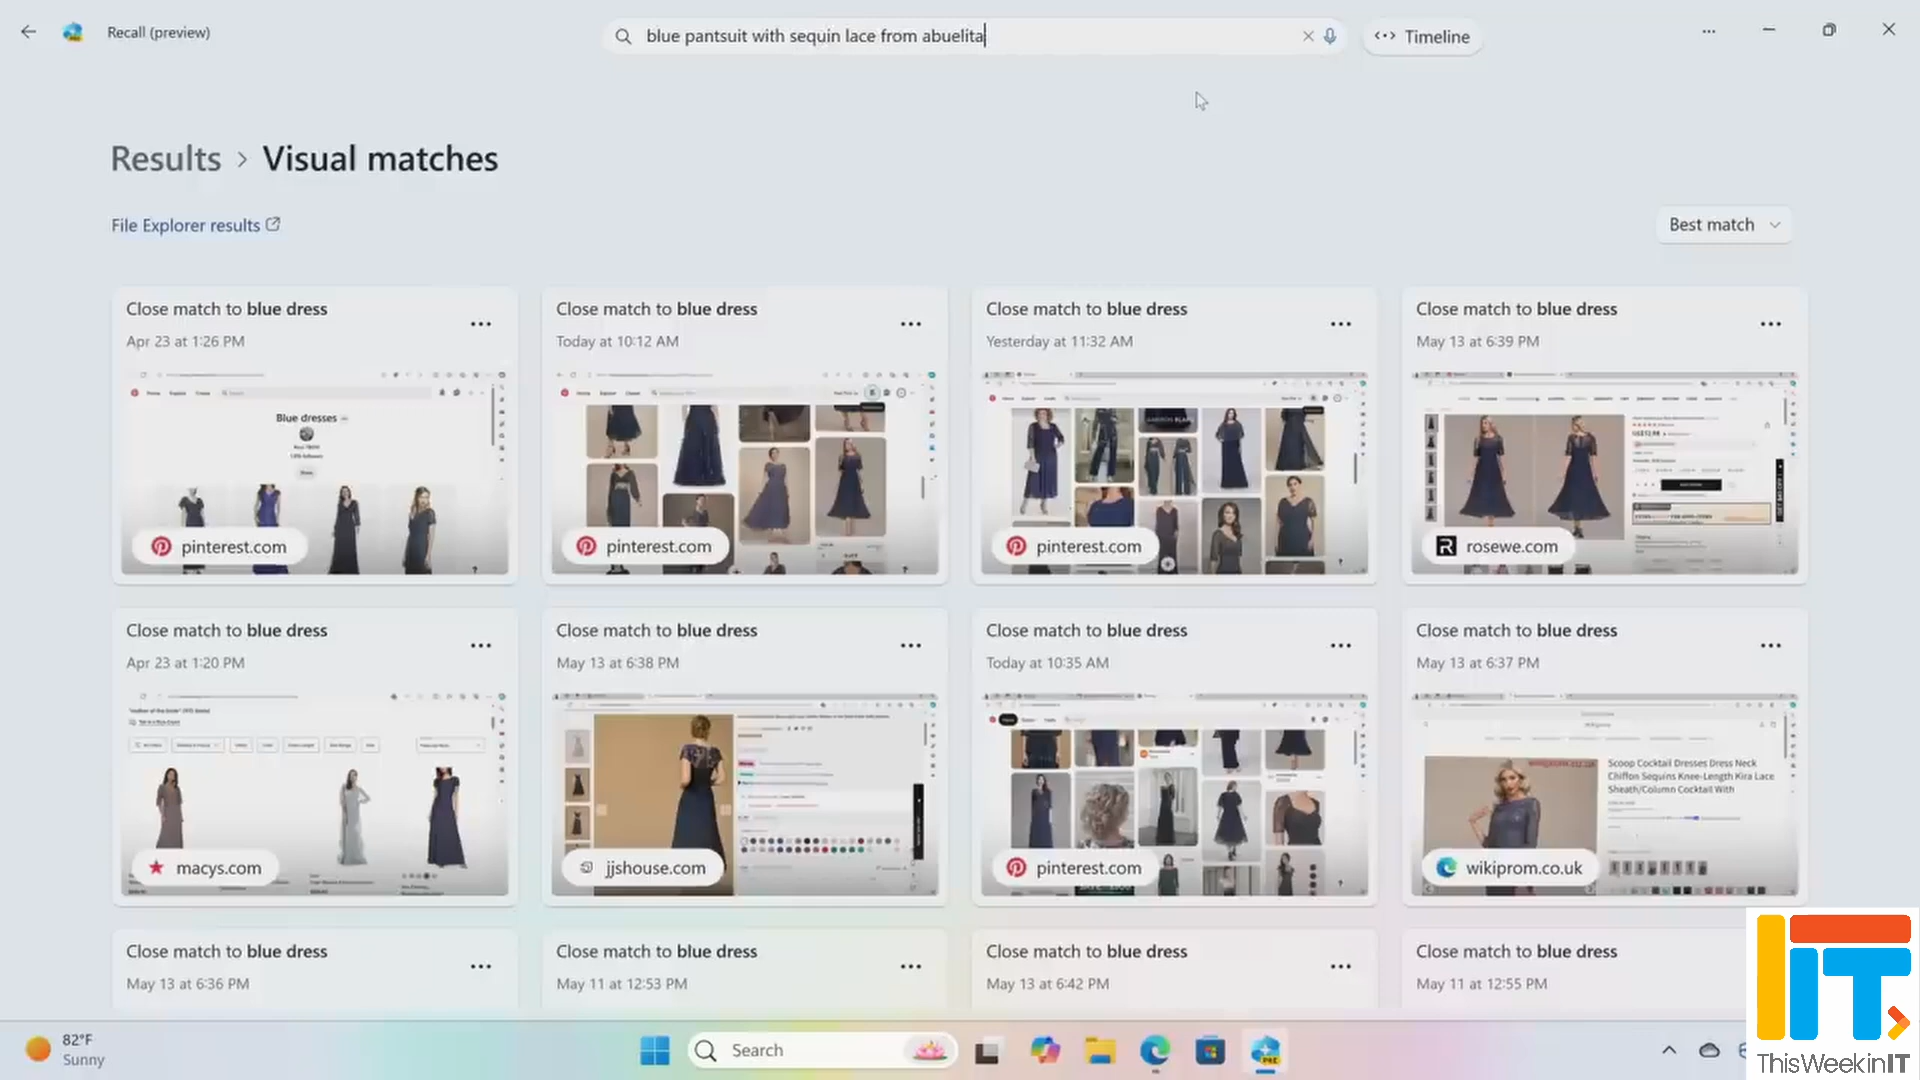 Recall (preview)
blue pantsuit with sequin lace from abuelita
Timeline
Results > Visual matches
File Explorer results
Best match
Close match to blue dress
Apr 23 at 1:26 PM
Blue dresses
pinterest.com
Close match to blue dress
Today at 10:12 AM
pinterest.com
Close match to blue dress
Yesterday at 11:32 AM
pinterest.com
Close match to blue dress
May 13 at 6:39 PM
rosewe.com
Close match to blue dress
Apr 23 at 1:20 PM
macys.com
Close match to blue dress
May 13 at 6:38 PM
jjshouse.com
Close match to blue dress
Today at 10:35 AM
pinterest.com
Close match to blue dress
May 13 at 6:37 PM
Scoop Cocktail Dresses Dress Neck
Chiffon Sequins Knee-Length Kira Lace
Sheath/Column Cocktail With
wikiprom.co.uk
Close match to blue dress
May 13 at 6:36 PM
Close match to blue dress
May 11 at 12:53 PM
Close match to blue dress
May 13 at 6:42 PM
Close match to blue dress
May 11 at 12:55 PM
82°F
Sunny
Search
PRE
IIT
ThisWeekinIT